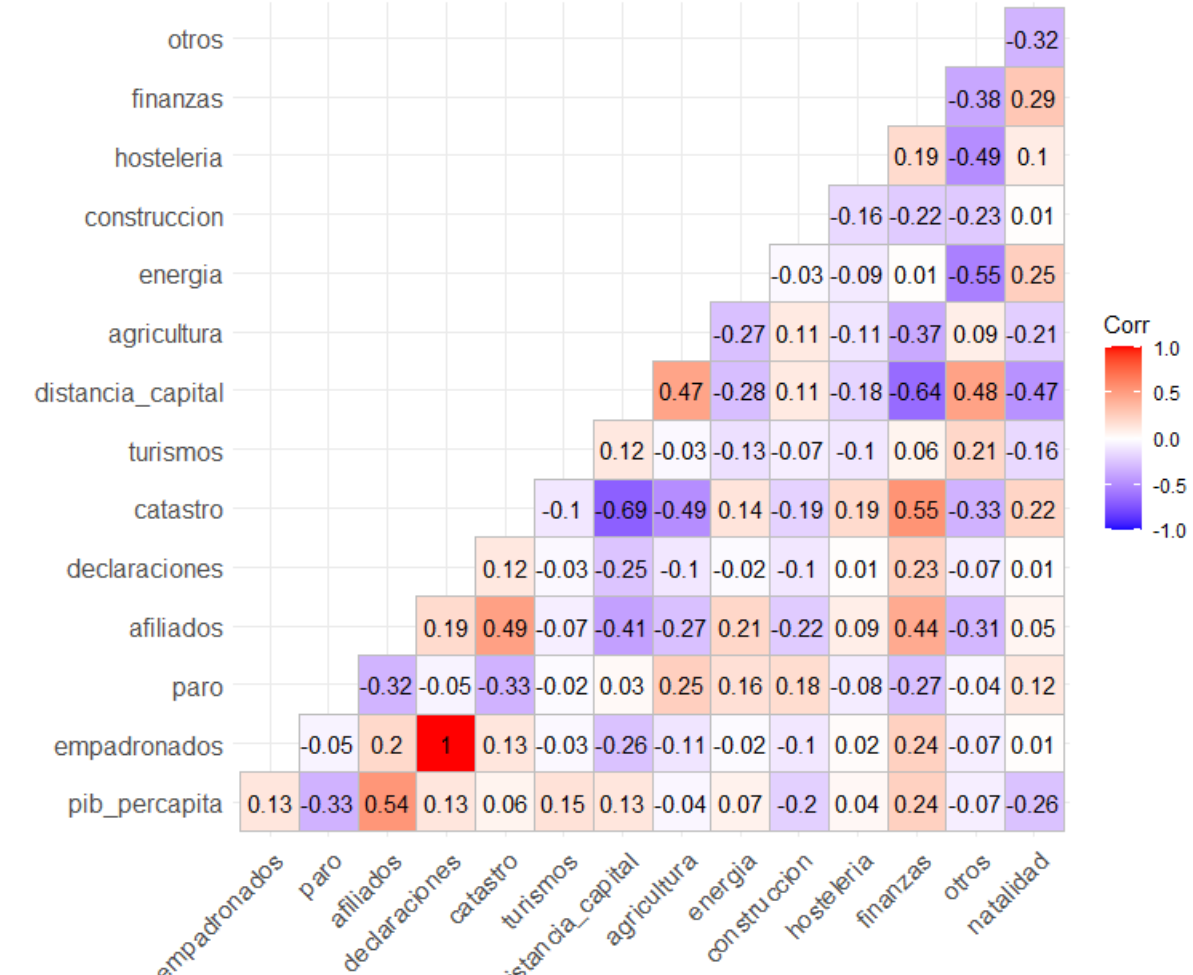 otros -0.32
finanzas -0.38 0.29
hosteleria 0.19 -0.49 0.1
construccion -0.16 -0.22 -0.23 0.01
energia -0.03 -0.09 0.01 -0.55 0.25
agricultura -0.27 0.11 -0.11 -0.37 0.09 -0.21
distancia_capital 0.47 -0.28 0.11 -0.18 -0.64 0.48 -0.47
turismos 0.12 -0.03 -0.13 -0.07 -0.1 0.06 0.21 -0.16
catastro -0.1 -0.69 -0.49 0.14 -0.19 0.19 0.55 -0.33 0.22
declaraciones 0.12 -0.03 -0.25 -0.1 -0.02 -0.1 0.01 0.23 -0.07 0.01
afiliados 0.19 0.49 -0.07 -0.41 -0.27 0.21 -0.22 0.09 0.44 -0.31 0.05
paro -0.32 -0.05 -0.33 -0.02 0.03 0.25 0.16 0.18 -0.08 -0.27 -0.04 0.12
empadronados -0.05 0.2 1 0.13 -0.03 -0.26 -0.11 -0.02 -0.1 0.02 0.24 -0.07 0.01
pib_percapita 0.13 -0.33 0.54 0.13 0.06 0.15 0.13 -0.04 0.07 -0.2 0.04 0.24 -0.07 -0.26
empadronados
paro
afiliados
declaraciones
catastro
turismos
istancia_capital
agricultura
energia
construccion
hosteleria
finanzas
otros
natalidad
Corr
1.0
0.5
0.0
-0.5
-1.0